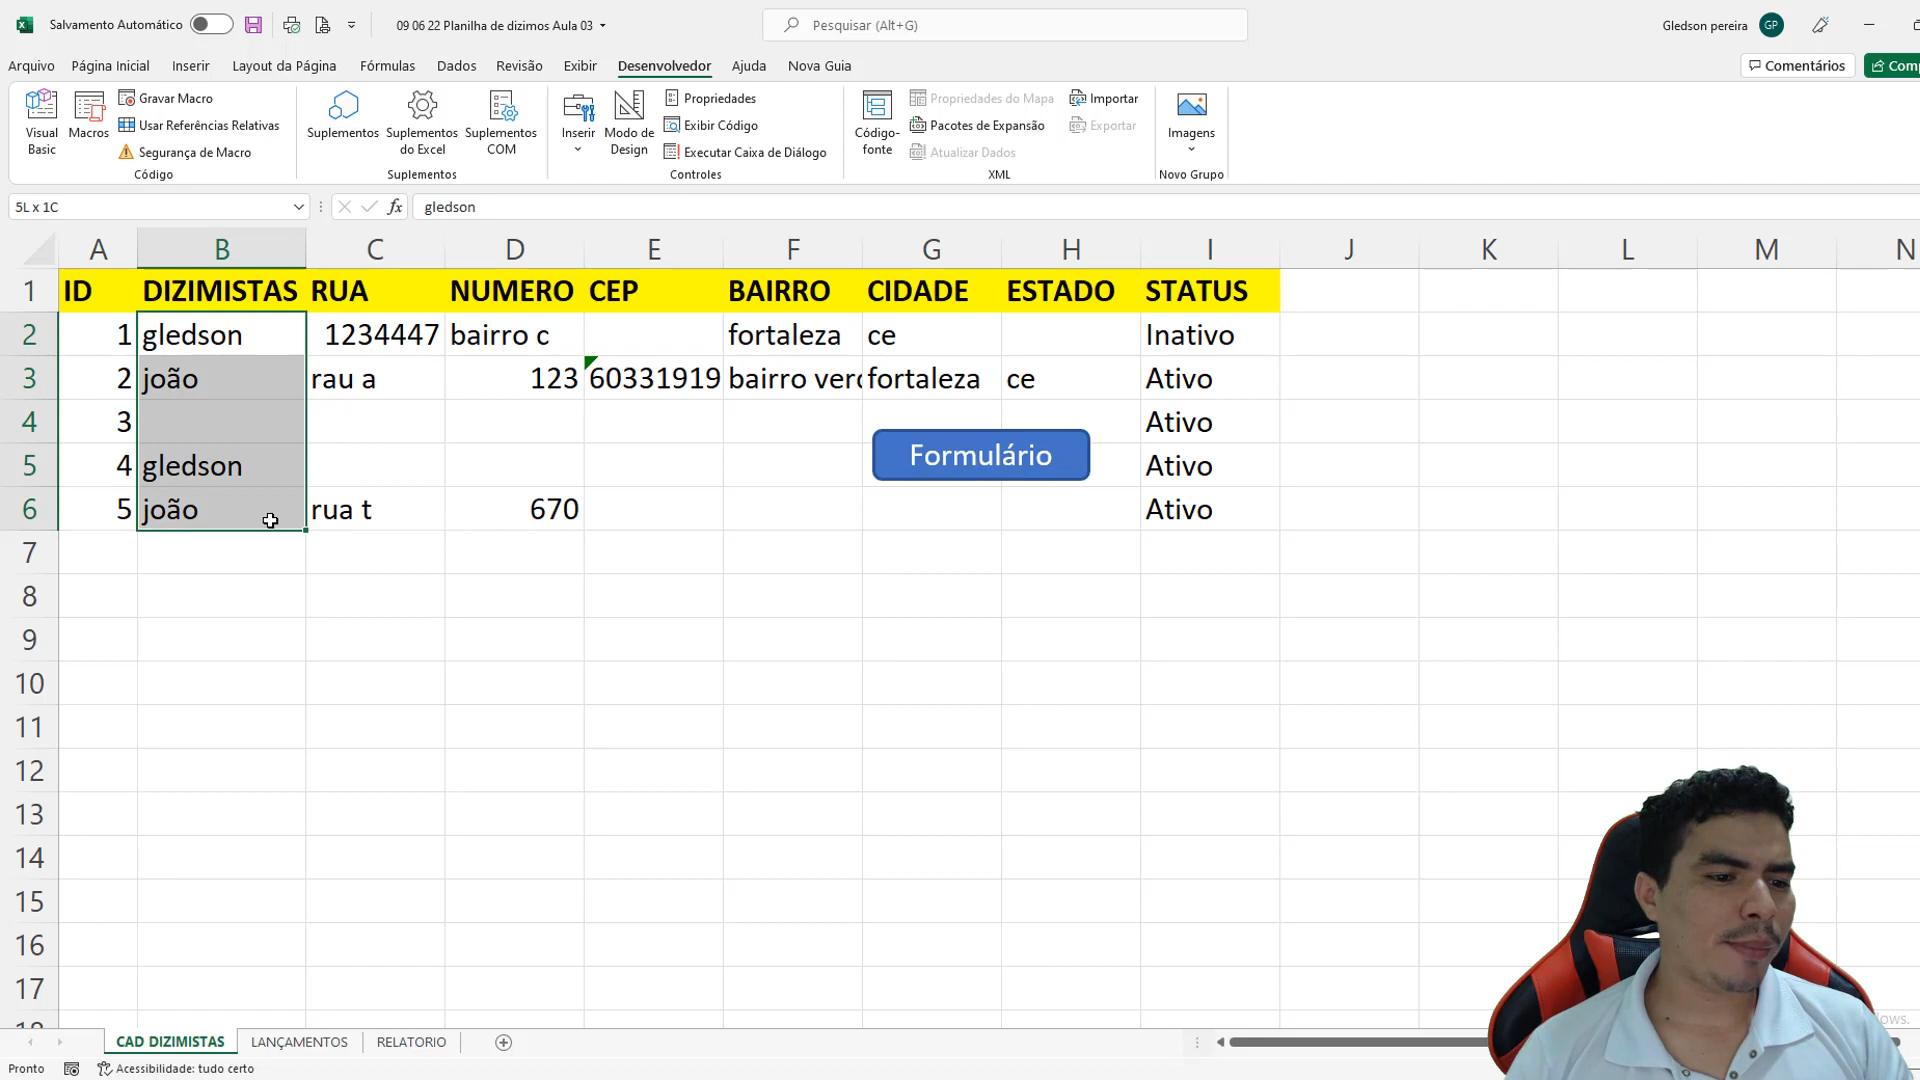 Salvamento Automático
09 06 22 Planilha de dizimos Aula 03
Pesquisar (Alt+G)
Gledson pereira
GP
Arquivo
Página Inicial
Inserir
Layout da Página
Fórmulas
Dados
Revisão
Exibir
Desenvolvedor
Ajuda
Nova Guia
Comentários
Comp
Visual Basic
Macros
Gravar Macro
Usar Referências Relativas
Segurança de Macro
Código
Suplementos
Suplementos do Excel
Suplementos COM
Suplementos
Inserir
Modo de Design
Propriedades
Exibir Código
Executar Caixa de Diálogo
Controles
Código-fonte
Propriedades do Mapa
Pacotes de Expansão
Atualizar Dados
Importar
Exportar
XML
Imagens
Novo Grupo
5L x 1C
fx
gledson
A B C D E F G H I J K L M N
1 ID DIZIMISTAS RUA NUMERO CEP BAIRRO CIDADE ESTADO STATUS
2 1 gledson 1234447 bairro c fortaleza ce Inativo
3 2 joão rau a 123 60331919 bairro verd fortaleza ce Ativo
4 3 Ativo
5 4 gledson Ativo
Formulário
6 5 joão rua t 670 Ativo
7
8
9
10
11
12
13
14
15
16
17
18
CAD DIZIMISTAS
LANÇAMENTOS
RELATORIO
Pronto
Acessibilidade: tudo certo